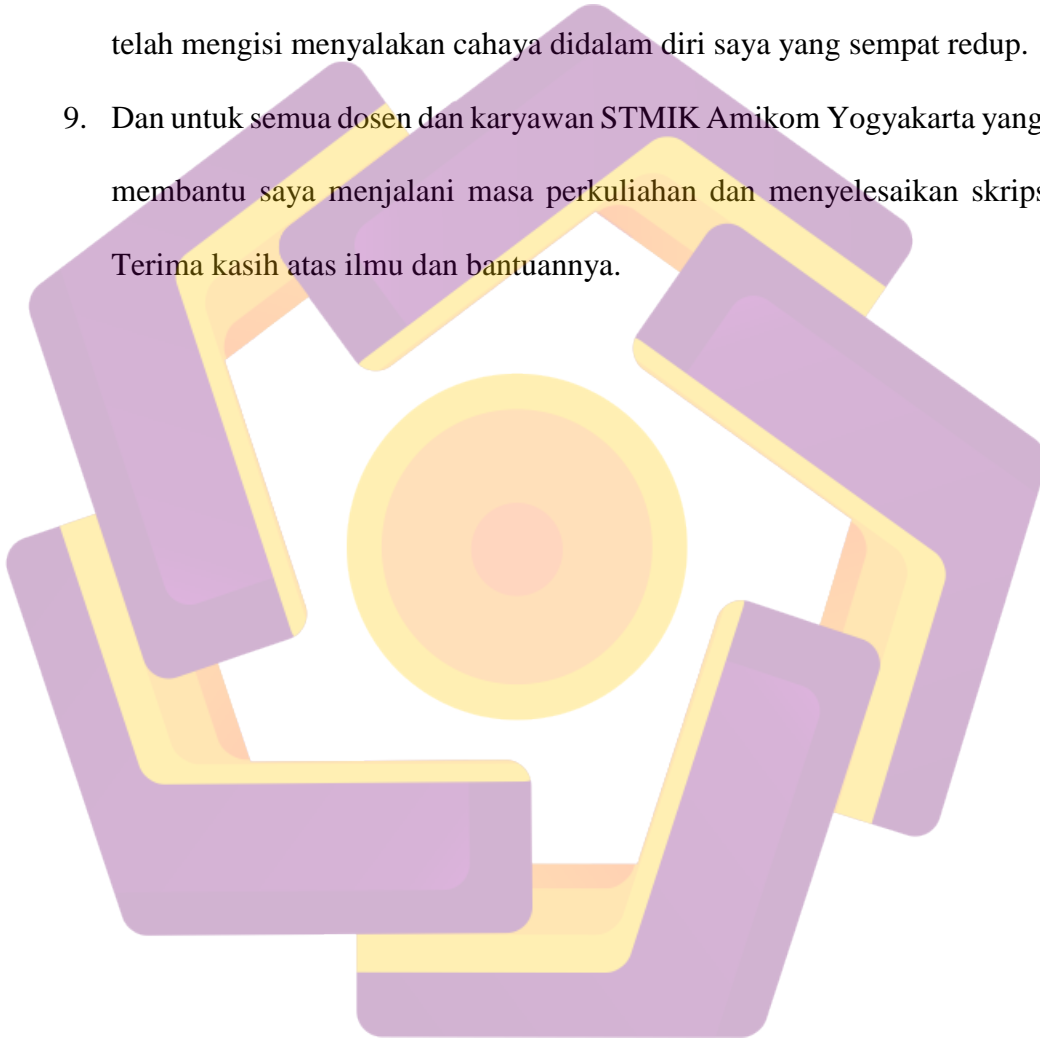 telah mengisi menyalakan cahaya didalam diri saya yang sempat redup.
9. Dan untuk semua dosen dan karyawan STMIK Amikom Yogyakarta yang
membantu saya menjalani masa perkuliahan dan menyelesaikan skrips
Terima kasih atas ilmu dan bantuannya.